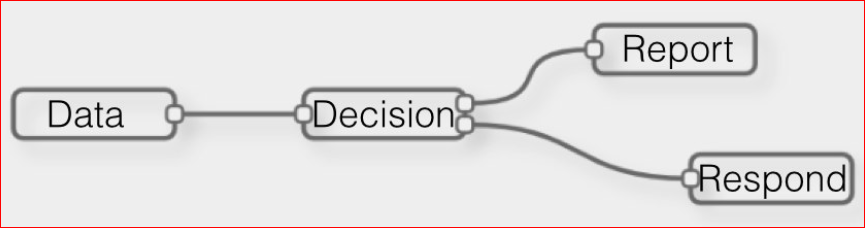 Data
Decision
Report
Respond